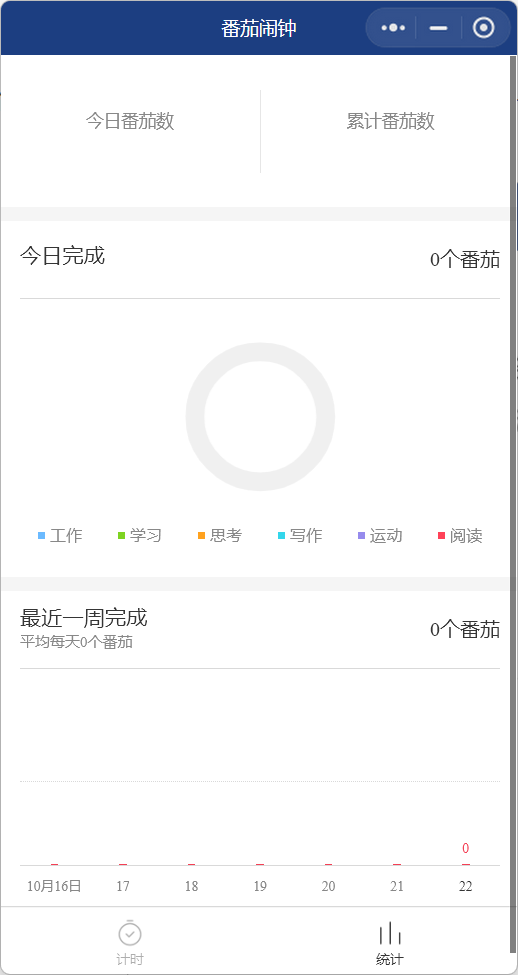 番茄闹钟
今日番茄数 累计番茄数
今日完成 0个番茄
工作 学习 思考 写作 运动 阅读
最近一周完成 0个番茄
平均每天0个番茄
0
10月16日 17 18 19 20 21 22
计时 统计